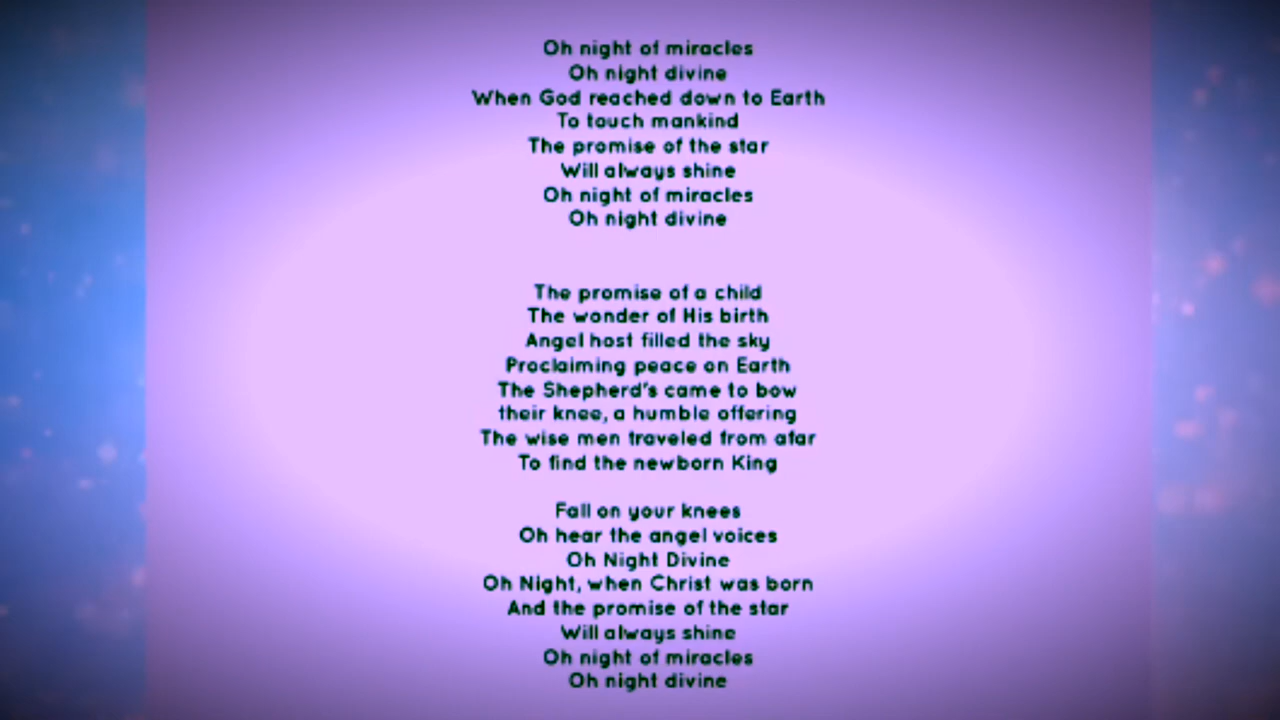 Oh night of miracles
Oh night divine
When God reached down to Earth
To touch mankind
The promise of the star
Will always shine
Oh night of miracles
Oh night divine
The promise of a child
The wonder of His birth
Angel host filled the sky
Proclaiming peace on Earth
The Shepherd's came to bow
their knee, a humble offering
The wise men traveled from afar
To find the newborn King
Fall on your knees
Oh hear the angel voices
Oh Night Divine
Oh Night, when Christ was born
And the promise of the star
Will always shine
Oh night of miracles
Oh night divine